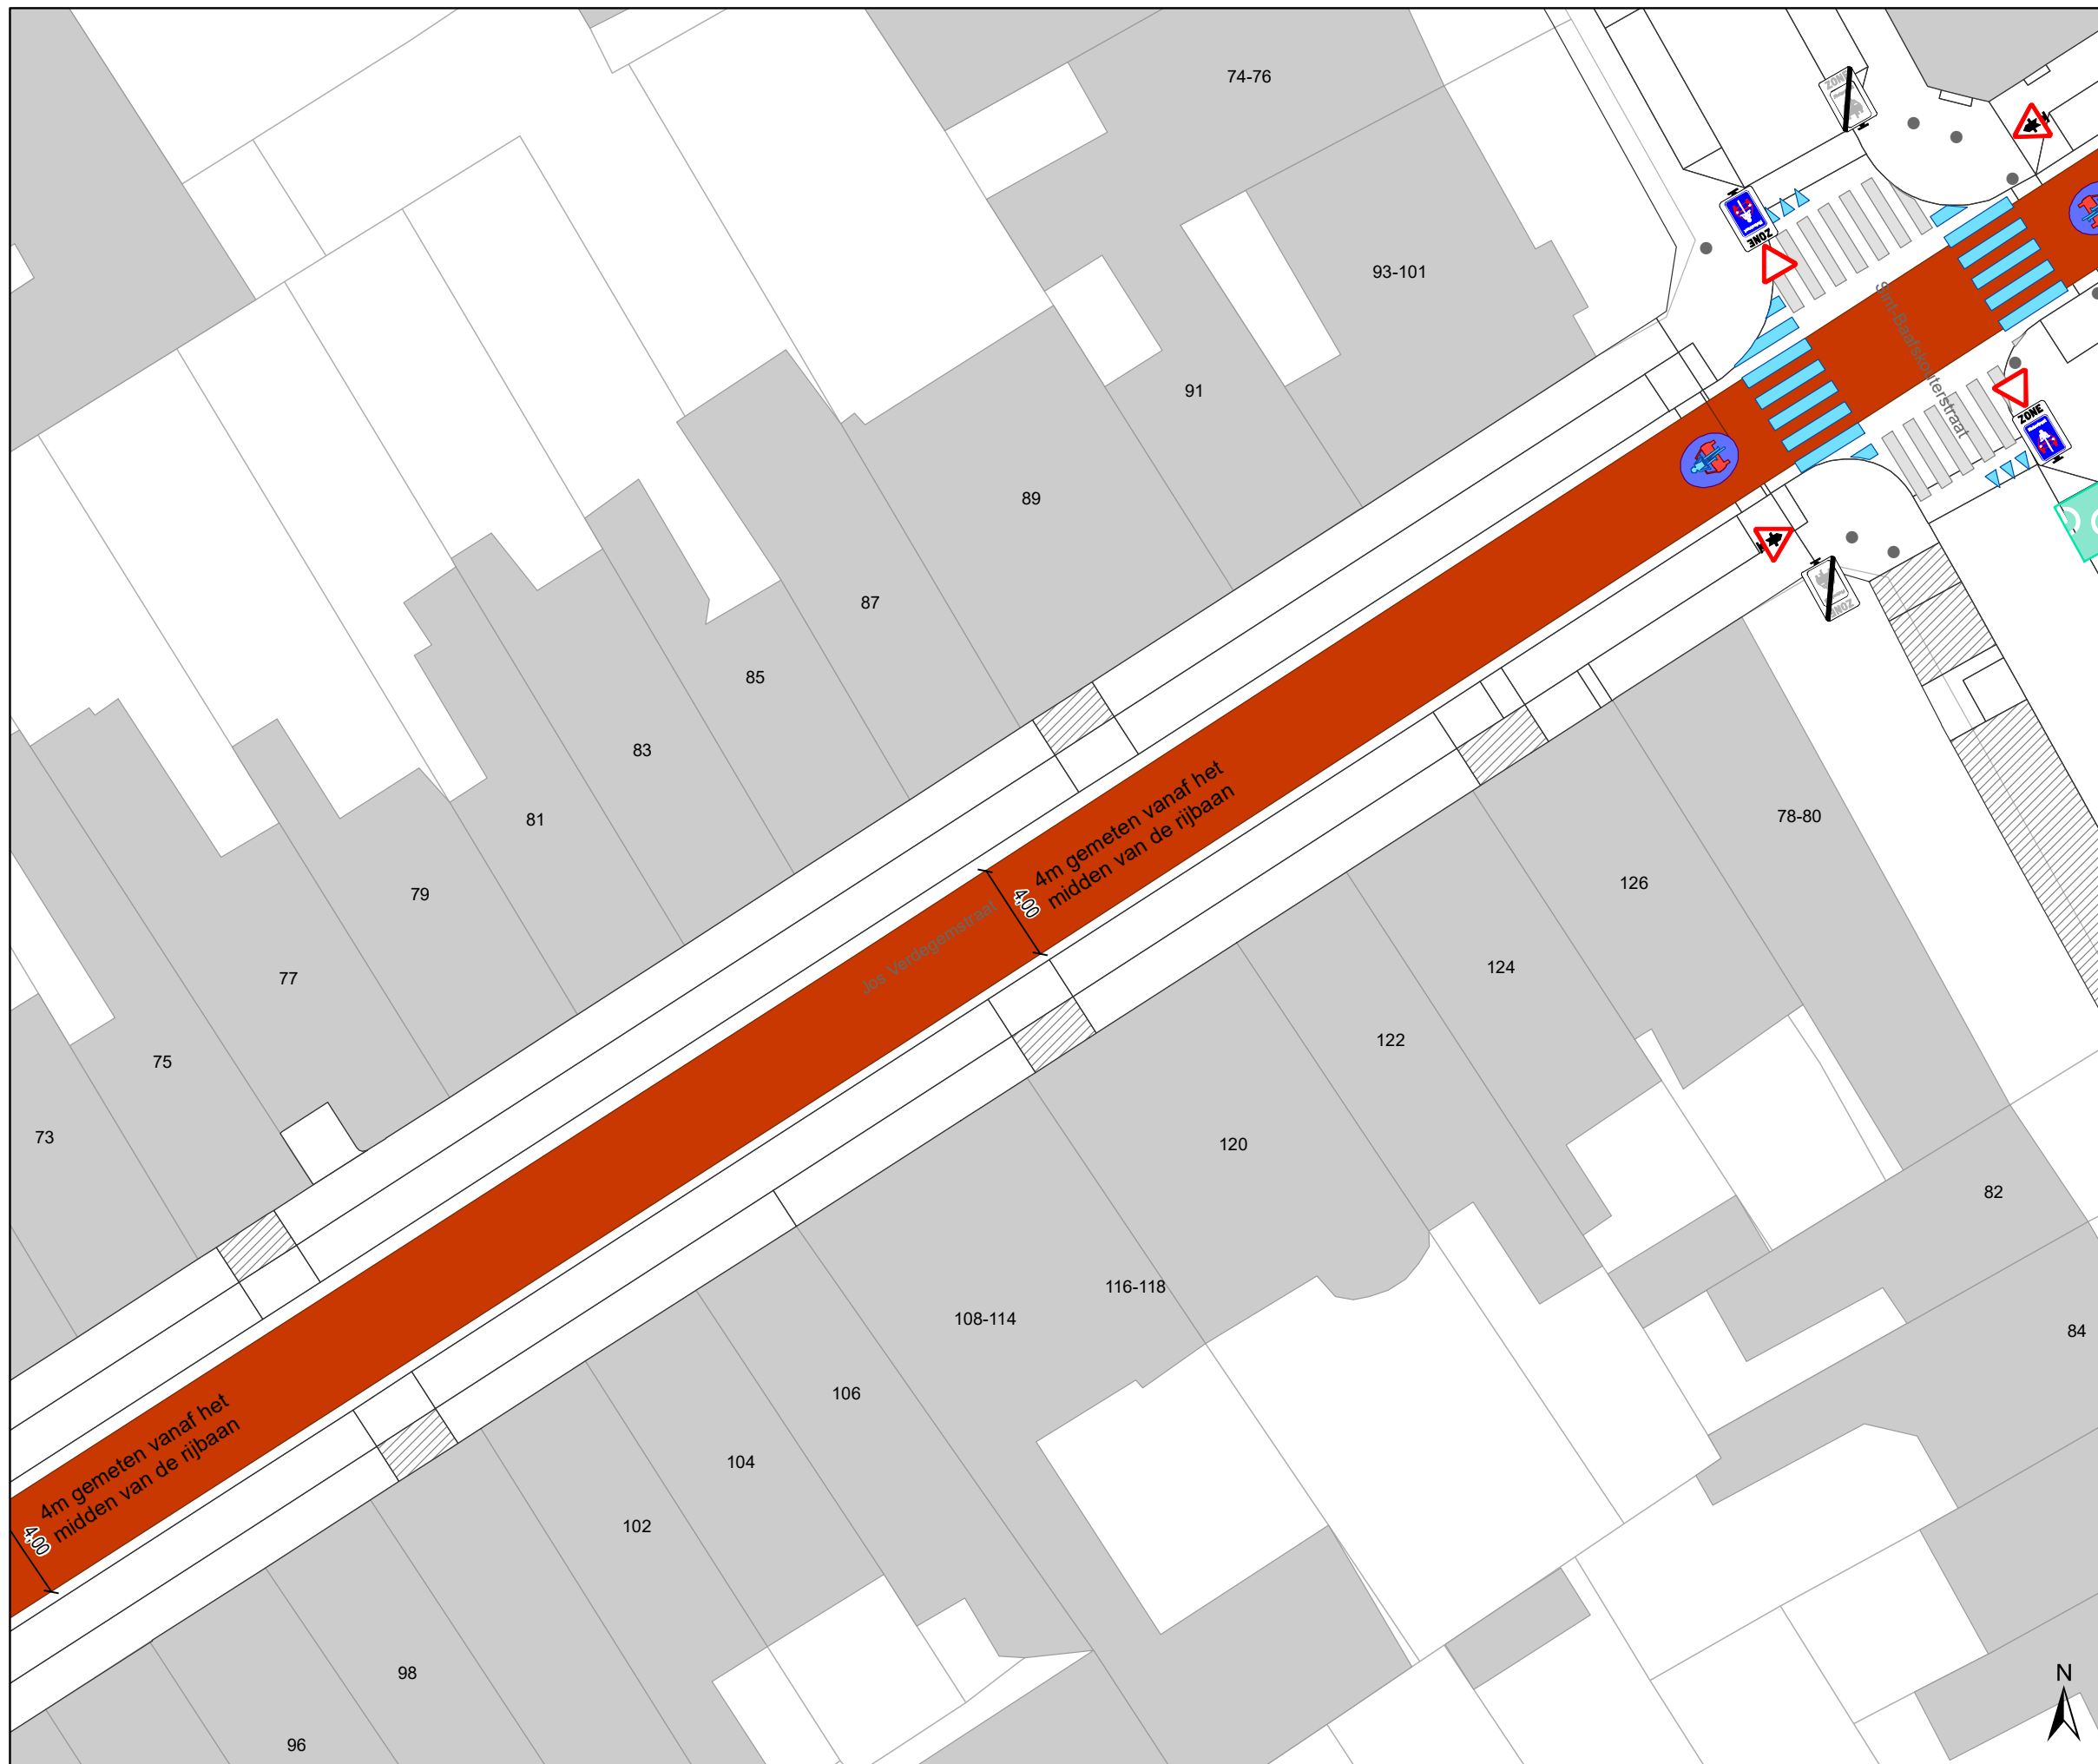 74-76
ZONE
93-101
ZONE
Sint-Baafskouterstraat
91
ZONE
89
87
ZONE
85
83
4m gemeten vanaf het
midden van de rijbaan
4,00
81
78-80
126
79
Jos Verdegemstraat
124
77
122
75
73
120
82
116-118
108-114
84
106
4m gemeten vanaf het
midden van de rijbaan
4,00
104
102
98
N
96